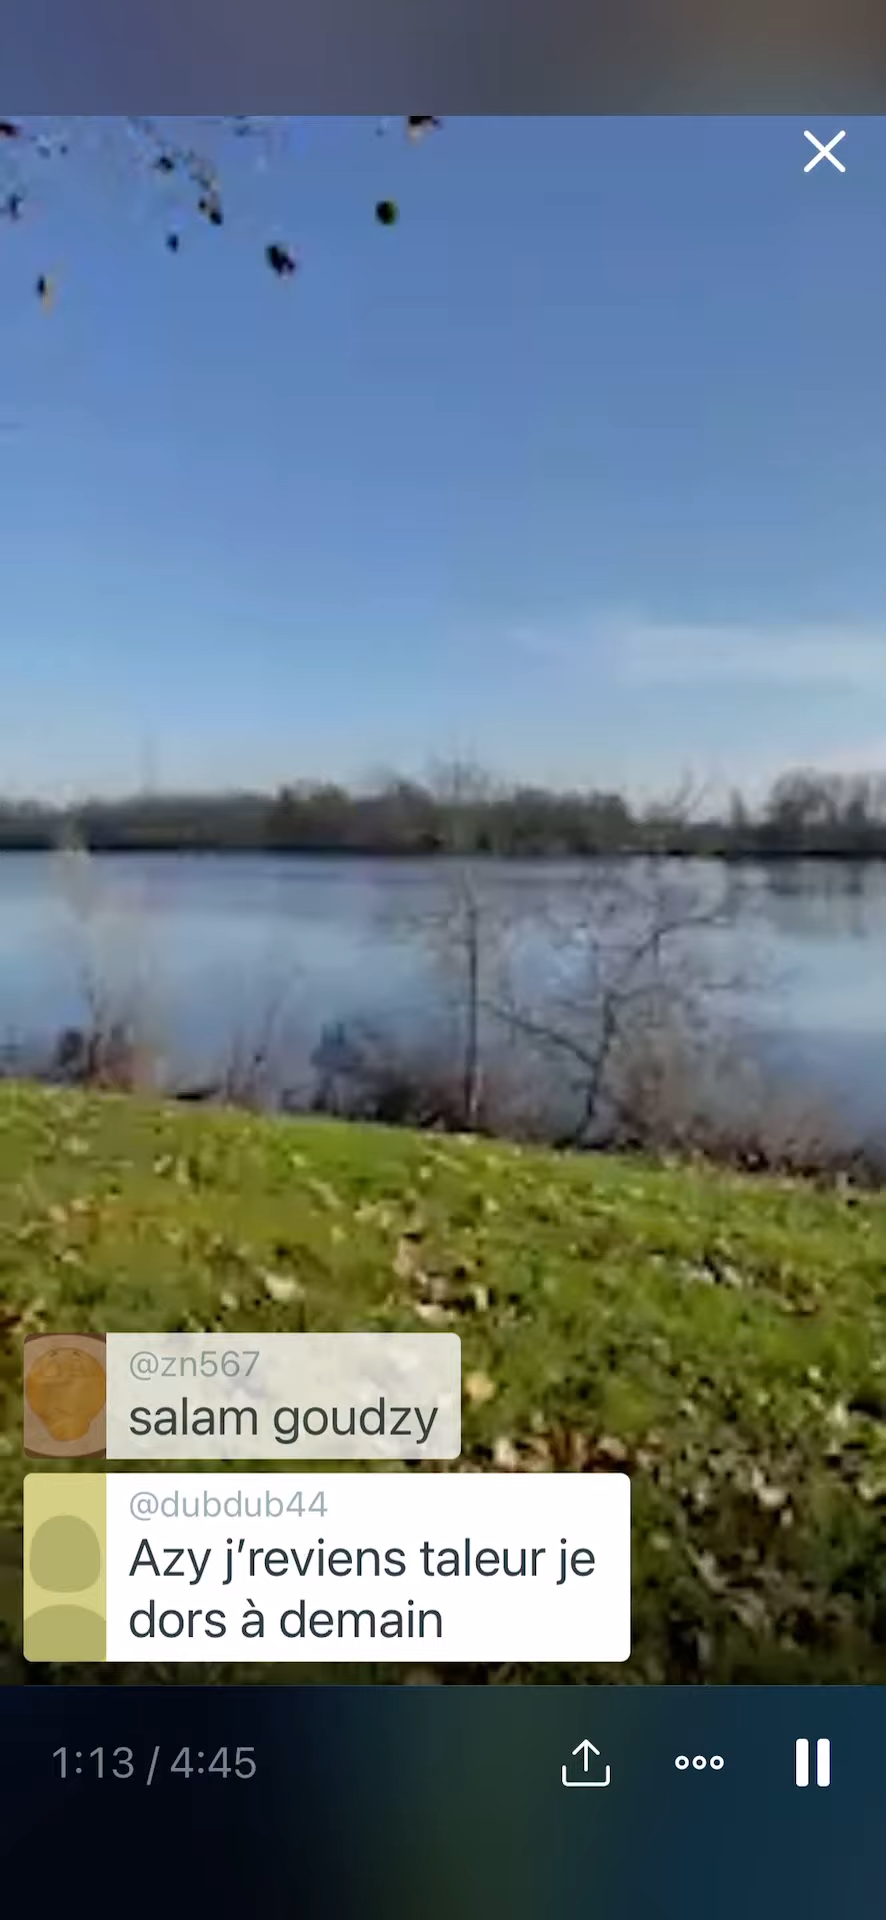 @zn567
salam goudzy
@dubdub44
Azy j’reviens taleur je
dors à demain
1:13 / 4:45